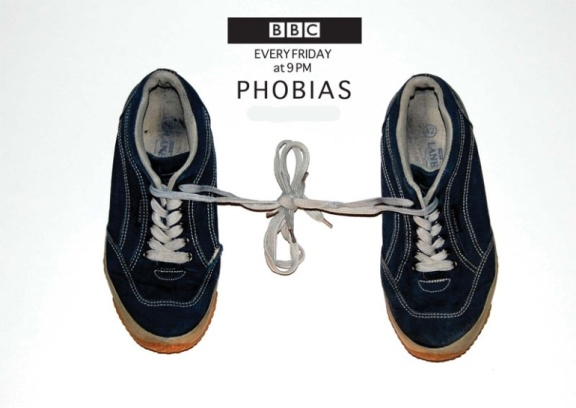 BBC
EVERY FRIDAY
at 9 PM
PHOBIAS